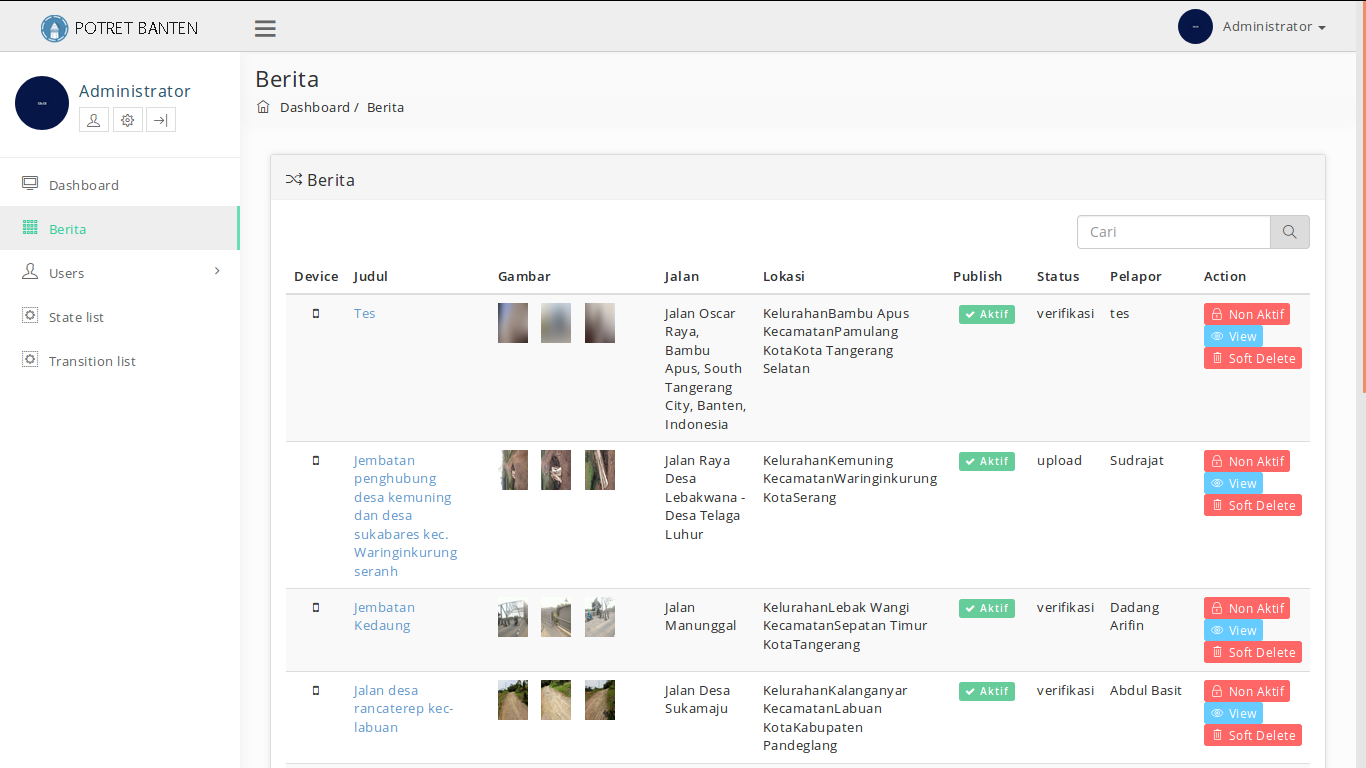 POTRET BANTEN
Administrator
Administrator
Dashboard
Berita
Users
State list
Transition list
Berita
Dashboard / Berita
Berita
Cari
Device Judul Gambar Jalan Lokasi Publish Status Pelapor Action
Tes
Jalan Oscar
Raya,
Bambu
Apus, South
Tangerang
City, Banten,
Indonesia
KelurahanBambu Apus
KecamatanPamulang
KotaKota Tangerang
Selatan
Aktif
verifikasi
tes
Non Aktif
View
Soft Delete
Jembatan
penghubung
desa kemuning
dan desa
sukabares kec.
Waringinkurung
seranh
Jalan Raya
Desa
Lebakwana -
Desa Telaga
Luhur
KelurahanKemuning
KecamatanWaringinkurung
KotaSerang
Aktif
upload
Sudrajat
Non Aktif
View
Soft Delete
Jembatan
Kedaung
Jalan
Manunggal
KelurahanLebak Wangi
KecamatanSepatan Timur
KotaTangerang
Aktif
verifikasi
Dadang
Arifin
Non Aktif
View
Soft Delete
Jalan desa
rancaterep kec-
labuan
Jalan Desa
Sukamaju
KelurahanKalanganyar
KecamatanLabuan
KotaKabupaten
Pandeglang
Aktif
verifikasi
Abdul Basit
Non Aktif
View
Soft Delete